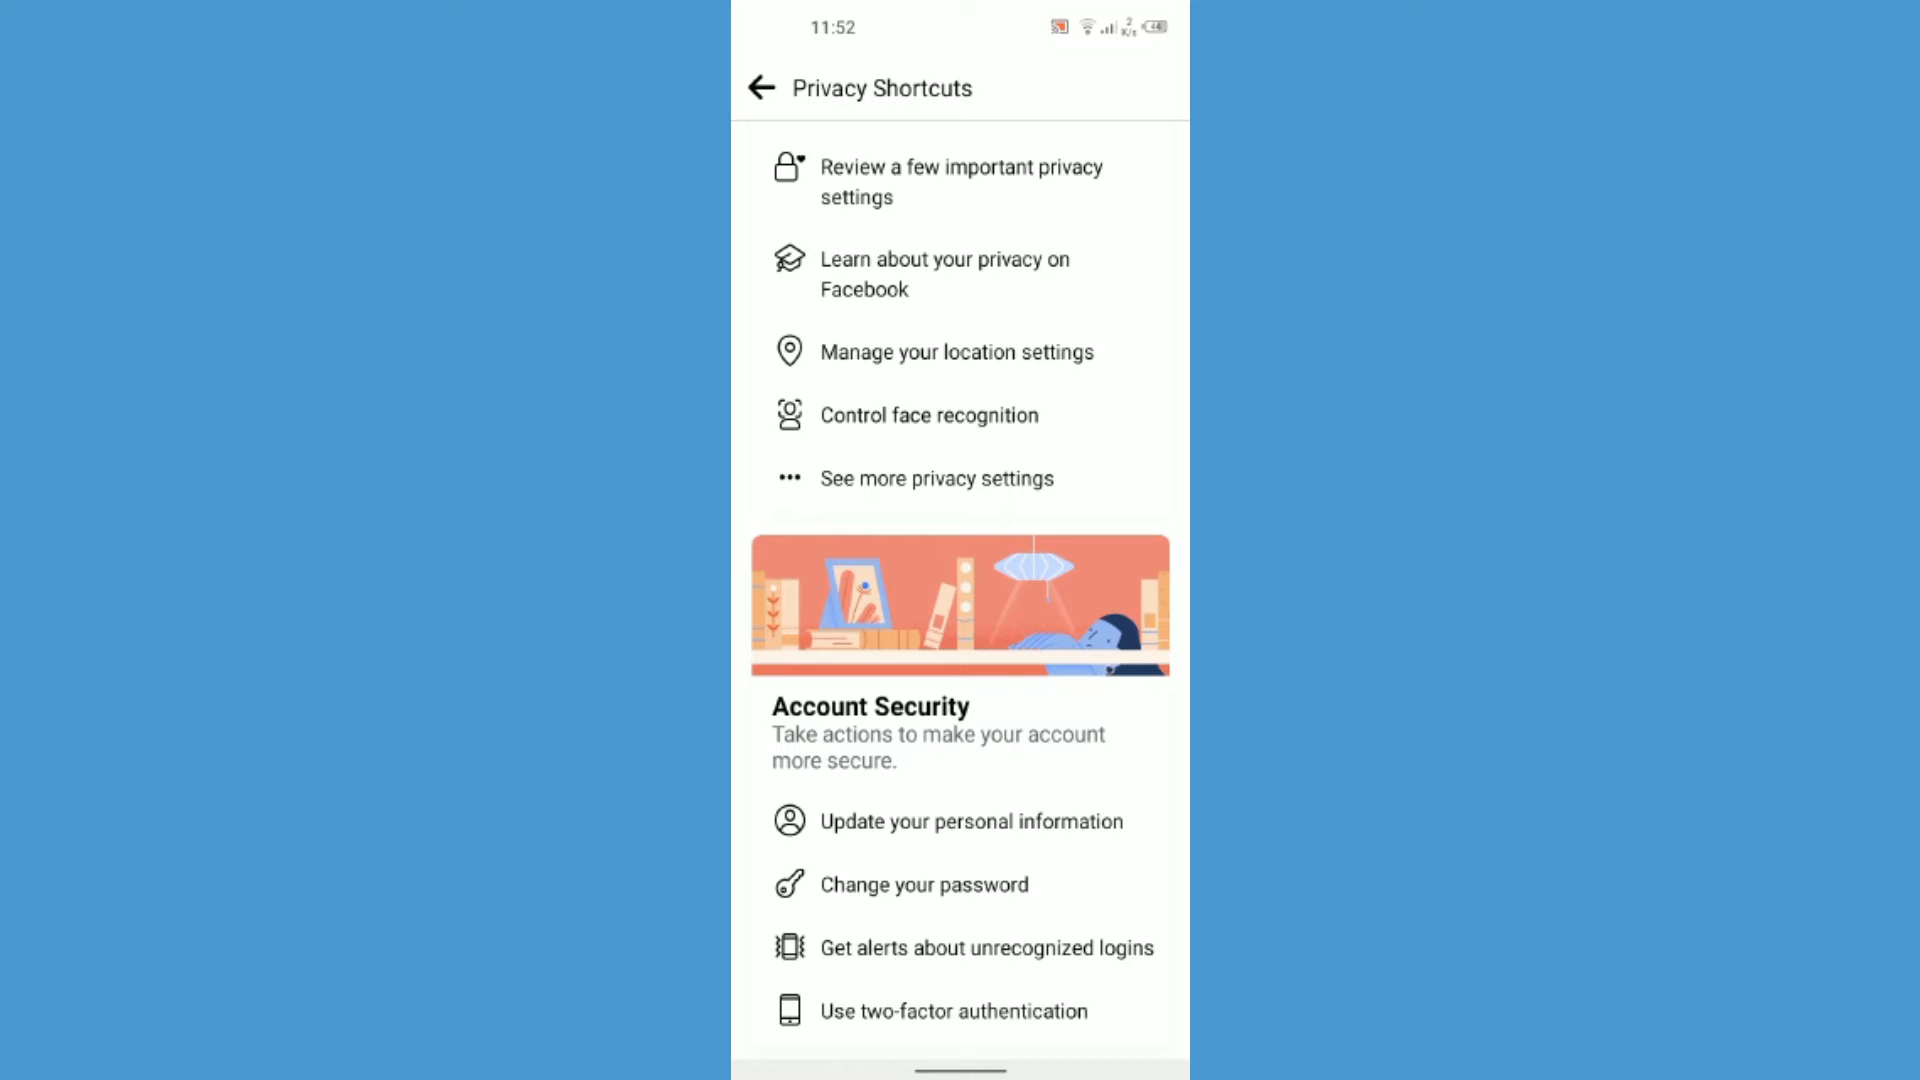 11:52
2
K/s
Privacy Shortcuts
Review a few important privacy
settings
Learn about your privacy on
Facebook
Manage your location settings
Control face recognition
See more privacy settings
Account Security
Take actions to make your account
more secure.
Update your personal information
Change your password
Get alerts about unrecognized logins
Use two-factor authentication